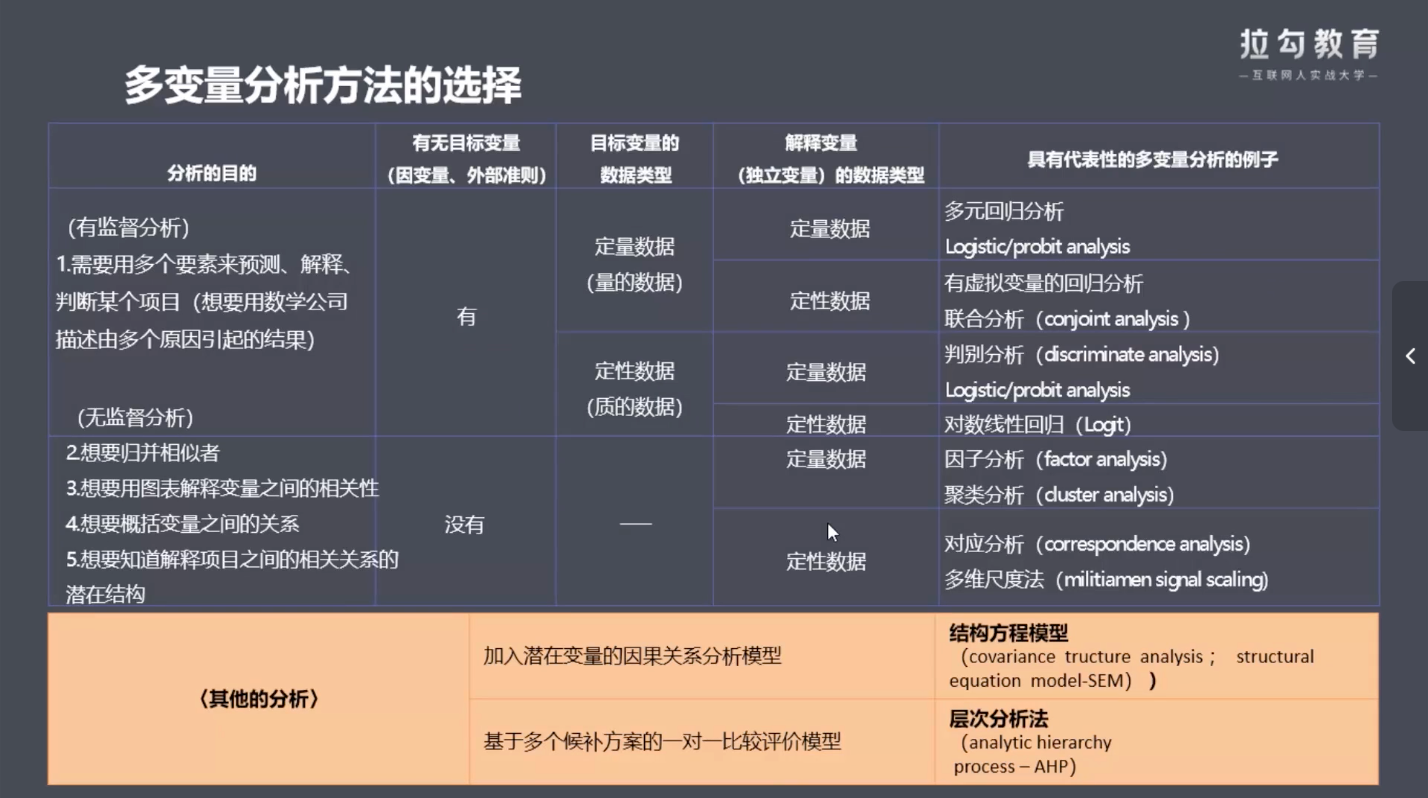 拉勾教育
—互联网人实战大学—
多变量分析方法的选择
分析的目的
有无目标变量
（因变量、外部准则）
目标变量的
数据类型
解释变量
（独立变量）的数据类型
具有代表性的多变量分析的例子
（有监督分析）
1.需要用多个要素来预测、解释、
判断某个项目（想要用数学公司
描述由多个原因引起的结果）
有
定量数据
（量的数据）
定量数据
多元回归分析
Logistic/probit analysis
定性数据
有虚拟变量的回归分析
联合分析（conjoint analysis ）
定性数据
（质的数据）
定量数据
判别分析（discriminate analysis）
Logistic/probit analysis
定性数据
对数线性回归（Logit）
（无监督分析）
2.想要归并相似者
3.想要用图表解释变量之间的相关性
4.想要概括变量之间的关系
5.想要知道解释项目之间的相关关系的
潜在结构
没有
——
定量数据
因子分析（factor analysis）
聚类分析（cluster analysis）
定性数据
对应分析（correspondence analysis）
多维尺度法（militiamen signal scaling）
〈其他的分析〉
加入潜在变量的因果关系分析模型
结构方程模型
（covariance tructure analysis； structural
equation model-SEM） ）
基于多个候补方案的一对一比较评价模型
层次分析法
（analytic hierarchy
process – AHP）